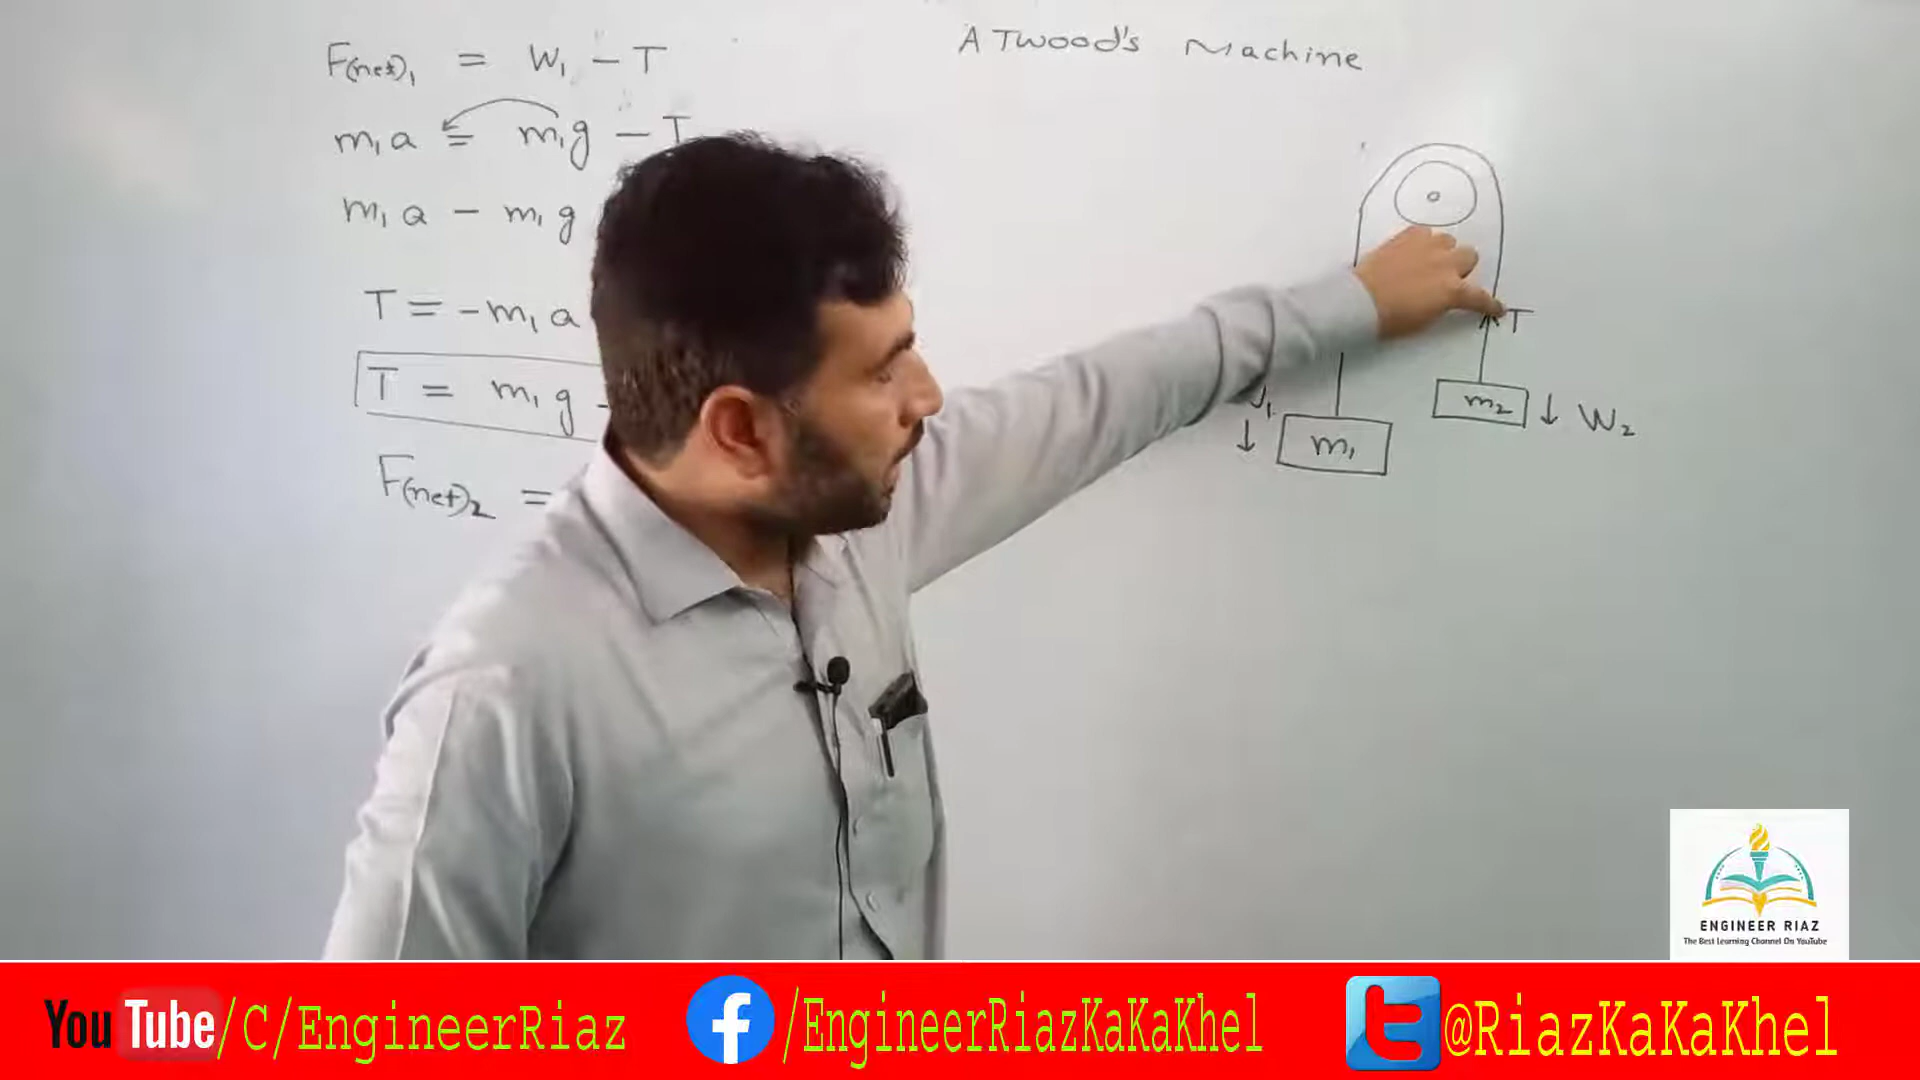 ATwood's Machine
F(net)₁ = W₁ - T
m₁a = m₁g - T
m₁a - m₁g
T = -m₁a
T = m₁g -
F(net)₂ =
T
m₂ ↓ W₂
↓ m₁
ENGINEER RIAZ
The Best Learning Channel On YouTube
YouTube/C/EngineerRiaz
/EngineerRiazKaKaKhel
@RiazKaKaKhel